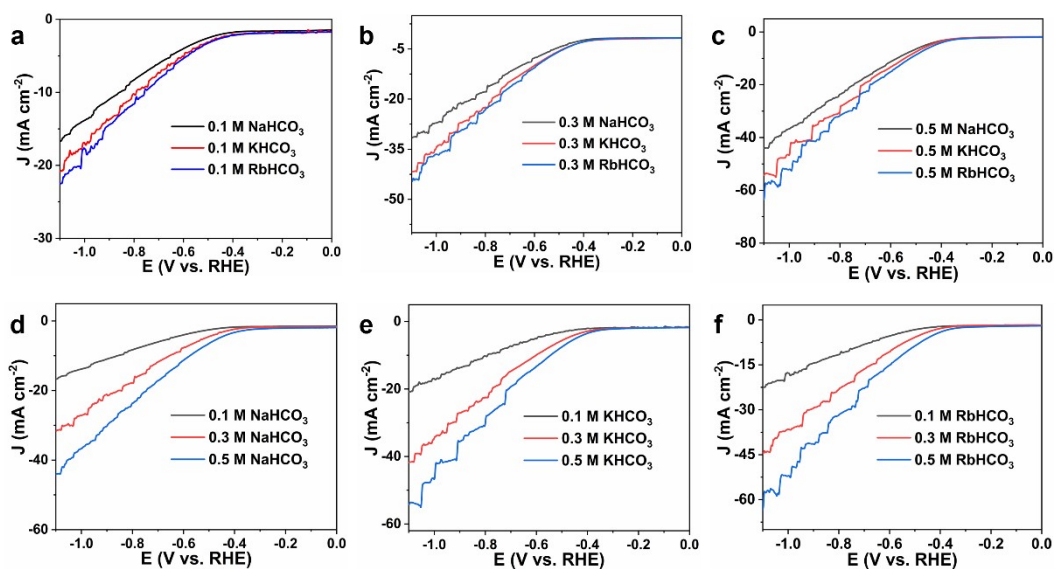 a
J (mA cm⁻²)
0
-10
-20
-30
0.1 M NaHCO₃
0.1 M KHCO₃
0.1 M RbHCO₃
-1.0 -0.8 -0.6 -0.4 -0.2 0.0
E (V vs. RHE)
b
J (mA cm⁻²)
-5
-20
-35
-50
0.3 M NaHCO₃
0.3 M KHCO₃
0.3 M RbHCO₃
-1.0 -0.8 -0.6 -0.4 -0.2 0.0
E (V vs. RHE)
c
J (mA cm⁻²)
0
-20
-40
-60
-80
0.5 M NaHCO₃
0.5 M KHCO₃
0.5 M RbHCO₃
-1.0 -0.8 -0.6 -0.4 -0.2 0.0
E (V vs. RHE)
d
J (mA cm⁻²)
0
-20
-40
-60
0.1 M NaHCO₃
0.3 M NaHCO₃
0.5 M NaHCO₃
-1.0 -0.8 -0.6 -0.4 -0.2 0.0
E (V vs. RHE)
e
J (mA cm⁻²)
0
-20
-40
-60
0.1 M KHCO₃
0.3 M KHCO₃
0.5 M KHCO₃
-1.0 -0.8 -0.6 -0.4 -0.2 0.0
E (V vs. RHE)
f
J (mA cm⁻²)
0
-15
-30
-45
-60
0.1 M RbHCO₃
0.3 M RbHCO₃
0.5 M RbHCO₃
-1.0 -0.8 -0.6 -0.4 -0.2 0.0
E (V vs. RHE)